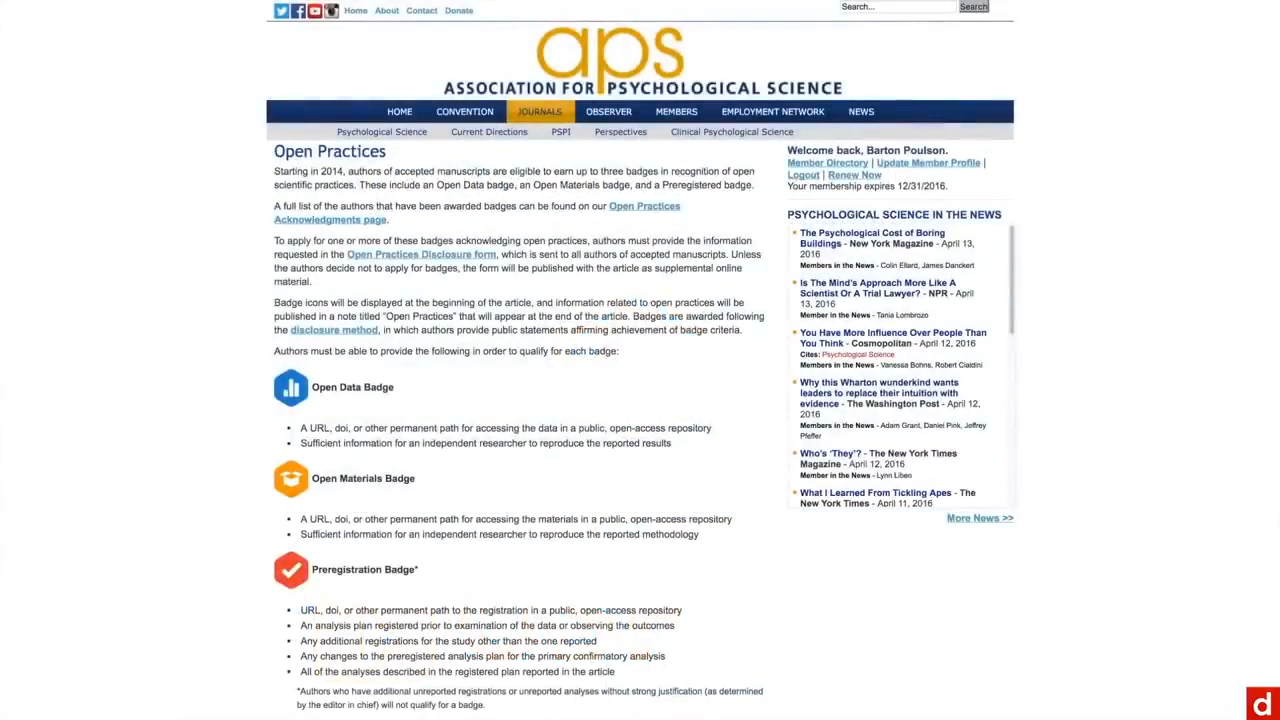 Home About Contact Donate
Search... Search
aps
ASSOCIATION FOR PSYCHOLOGICAL SCIENCE
HOME CONVENTION JOURNALS OBSERVER MEMBERS EMPLOYMENT NETWORK NEWS
Psychological Science Current Directions PSPI Perspectives Clinical Psychological Science
Open Practices
Starting in 2014, authors of accepted manuscripts are eligible to earn up to three badges in recognition of open
scientific practices. These include an Open Data badge, an Open Materials badge, and a Preregistered badge.
A full list of the authors that have been awarded badges can be found on our Open Practices
Acknowledgments page.
To apply for one or more of these badges acknowledging open practices, authors must provide the information
requested in the Open Practices Disclosure form, which is sent to all authors of accepted manuscripts. Unless
the authors decide not to apply for badges, the form will be published with the article as supplemental online
material.
Badge icons will be displayed at the beginning of the article, and information related to open practices will be
published in a note titled “Open Practices” that will appear at the end of the article. Badges are awarded following
the disclosure method, in which authors provide public statements affirming achievement of badge criteria.
Authors must be able to provide the following in order to qualify for each badge:
Open Data Badge
• A URL, doi, or other permanent path for accessing the data in a public, open-access repository
• Sufficient information for an independent researcher to reproduce the reported results
Open Materials Badge
• A URL, doi, or other permanent path for accessing the materials in a public, open-access repository
• Sufficient information for an independent researcher to reproduce the reported methodology
Preregistration Badge*
• URL, doi, or other permanent path to the registration in a public, open-access repository
• An analysis plan registered prior to examination of the data or observing the outcomes
• Any additional registrations for the study other than the one reported
• Any changes to the preregistered analysis plan for the primary confirmatory analysis
• All of the analyses described in the registered plan reported in the article
*Authors who have additional unreported registrations or unreported analyses without strong justification (as determined
by the editor in chief) will not qualify for a badge.
Welcome back, Barton Poulson.
Member Directory | Update Member Profile |
Logout | Renew Now
Your membership expires 12/31/2016.
PSYCHOLOGICAL SCIENCE IN THE NEWS
• The Psychological Cost of Boring
Buildings - New York Magazine - April 13,
2016
Members in the News - Colin Ellard, James Danckert
• Is The Mind’s Approach More Like A
Scientist Or A Trial Lawyer? - NPR - April
13, 2016
Member in the News - Tania Lombrozo
• You Have More Influence Over People Than
You Think - Cosmopolitan - April 12, 2016
Cites: Psychological Science
Members in the News - Vanessa Bohns, Robert Cialdini
• Why this Wharton wunderkind wants
leaders to replace their intuition with
evidence - The Washington Post - April 12,
2016
Members in the News - Adam Grant, Daniel Pink, Jeffrey
Pfeffer
• Who’s ‘They’? - The New York Times
Magazine - April 12, 2016
Member in the News - Lynn Liben
• What I Learned From Tickling Apes - The
New York Times - April 11, 2016
More News >>
d